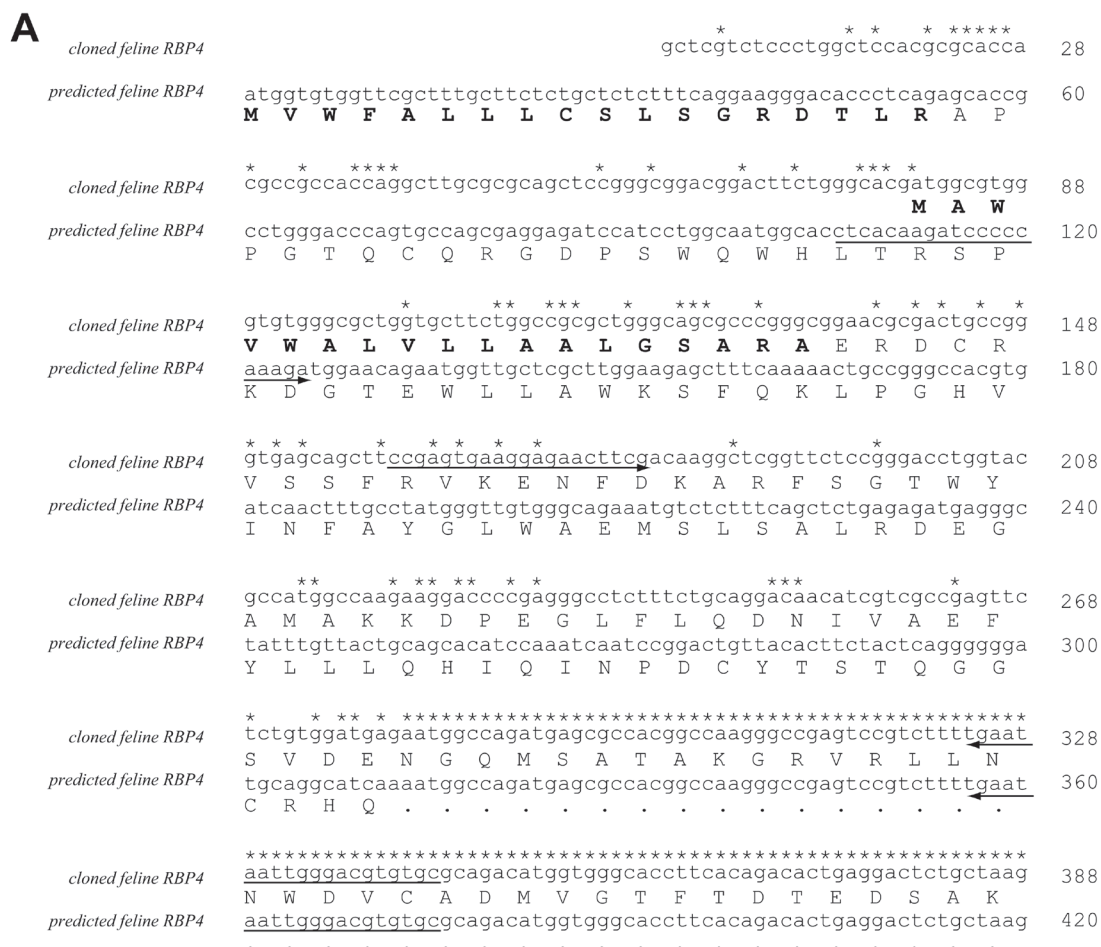 A
* * * * *****
cloned feline RBP4 gctcgtctccctggctccacgcgcacca 28
predicted feline RBP4 atggtgtggttcgctttgcttctctgctctctttcaggaagggacaccctcagagcaccg 60
M V W F A L L L C S L S G R D T L R A P
* * **** * * * * *** *
cloned feline RBP4 cgccgccaccaggcttgcgcgcagctccgggcggacggacttctgggcacgatggcgtgg 88
M A W
predicted feline RBP4 cctgggacccagtgccagcgaggagatccatcctggcaatggcacctcacaagatccccc 120
P G T Q C Q R G D P S W Q W H L T R S P
* ** *** * *** * * * * * *
cloned feline RBP4 gtgtgggcgctggtgcttctggccgcgctgggcagcgcccgggcggaacgcgactgccgg 148
V W A L V L L A A L G S A R A E R D C R
predicted feline RBP4 aaagatggaacagaatggttgctcgcttggaagagctttcaaaaactgccgggccacgtg 180
K D G T E W L L A W K S F Q K L P G H V
* * * * * * * * * *
cloned feline RBP4 gtgagcagcttccgagtgaaggagaacttcgacaaggctcggttctccgggacctggtac 208
V S S F R V K E N F D K A R F S G T W Y
predicted feline RBP4 atcaactttgcctatgggttgtgggcagaaatgtctctttcagctctgagagatgagggc 240
I N F A Y G L W A E M S L S A L R D E G
** * ** ** * * *** *
cloned feline RBP4 gccatggccaagaaggaccccgagggcctctttctgcaggacaacatcgtcgccgagttc 268
A M A K K D P E G L F L Q D N I V A E F
predicted feline RBP4 tatttgttactgcagcacatccaaatcaatccggactgttacacttctactcagggggga 300
Y L L L Q H I Q I N P D C Y T S T Q G G
* * ** * ************************************************
cloned feline RBP4 tctgtggatgagaatggccagatgagcgccacggccaagggccgagtccgtcttttgaat 328
S V D E N G Q M S A T A K G R V R L L N
predicted feline RBP4 tgcaggcatcaaaatggccagatgagcgccacggccaagggccgagtccgtcttttgaat 360
C R H Q . . . . . . . . . . . . . . . .
************************************************************
cloned feline RBP4 aattgggacgtgtgcgcagacatggtgggcaccttcacagacactgaggactctgctaag 388
N W D V C A D M V G T F T D T E D S A K
predicted feline RBP4 aattgggacgtgtgcgcagacatggtgggcaccttcacagacactgaggactctgctaag 420